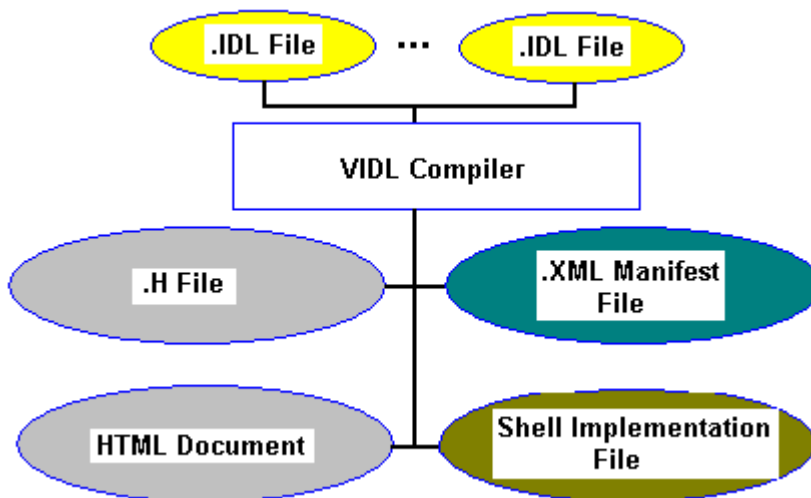 .IDL File
...
.IDL File
VIDL Compiler
.H File
.XML Manifest
File
HTML Document
Shell Implementation
File